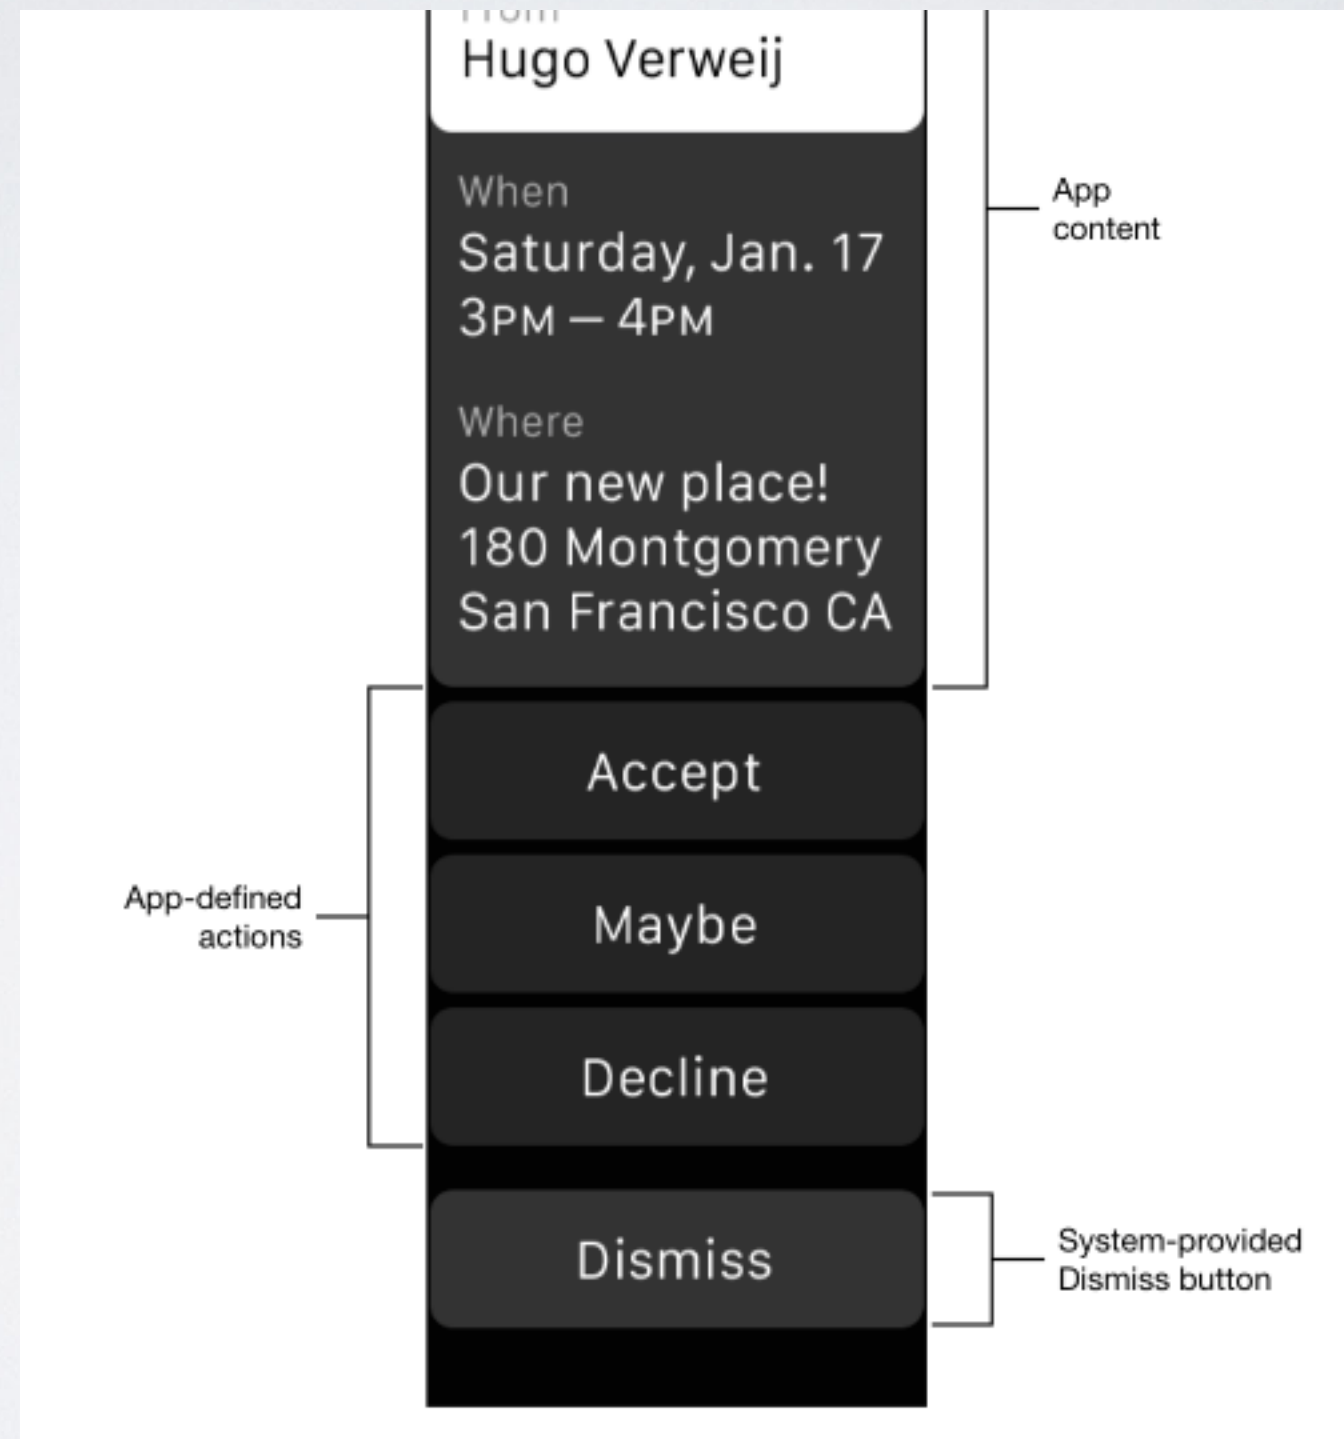 From
Hugo Verweij
When
Saturday, Jan. 17
3PM – 4PM
Where
Our new place!
180 Montgomery
San Francisco CA
App
content
Accept
Maybe
Decline
App-defined
actions
Dismiss
System-provided
Dismiss button